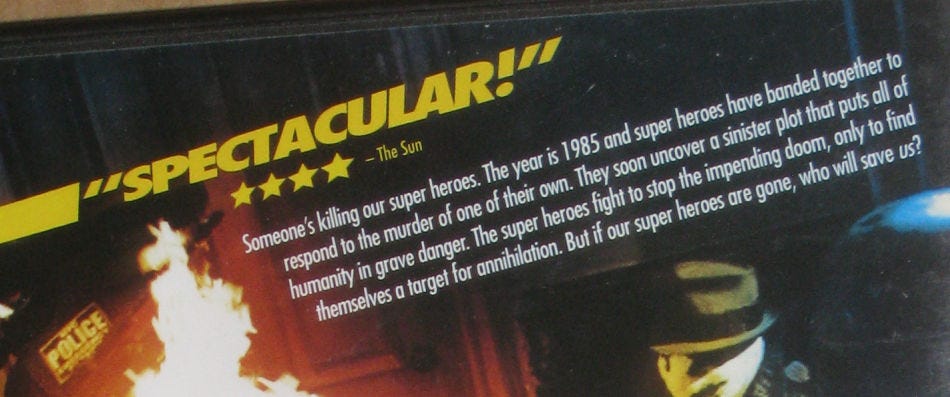 "SPECTACULAR!"
★★★★ – The Sun
Someone's killing our super heroes. The year is 1985 and super heroes have banded together to
respond to the murder of one of their own. They soon uncover a sinister plot that puts all of
humanity in grave danger. The super heroes fight to stop the impending doom, only to find
themselves a target for annihilation. But if our super heroes are gone, who will save us?
POLICE